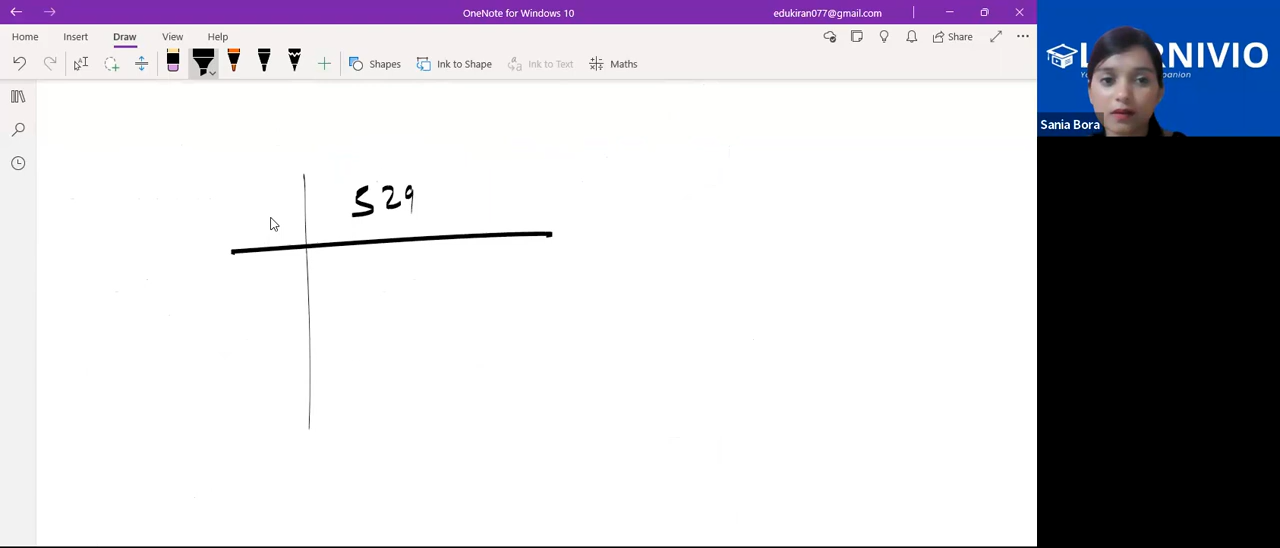 OneNote for Windows 10
edukiran077@gmail.com
Home Insert Draw View Help
Share
Shapes
Ink to Shape
Ink to Text
Maths
529
Sania Bora